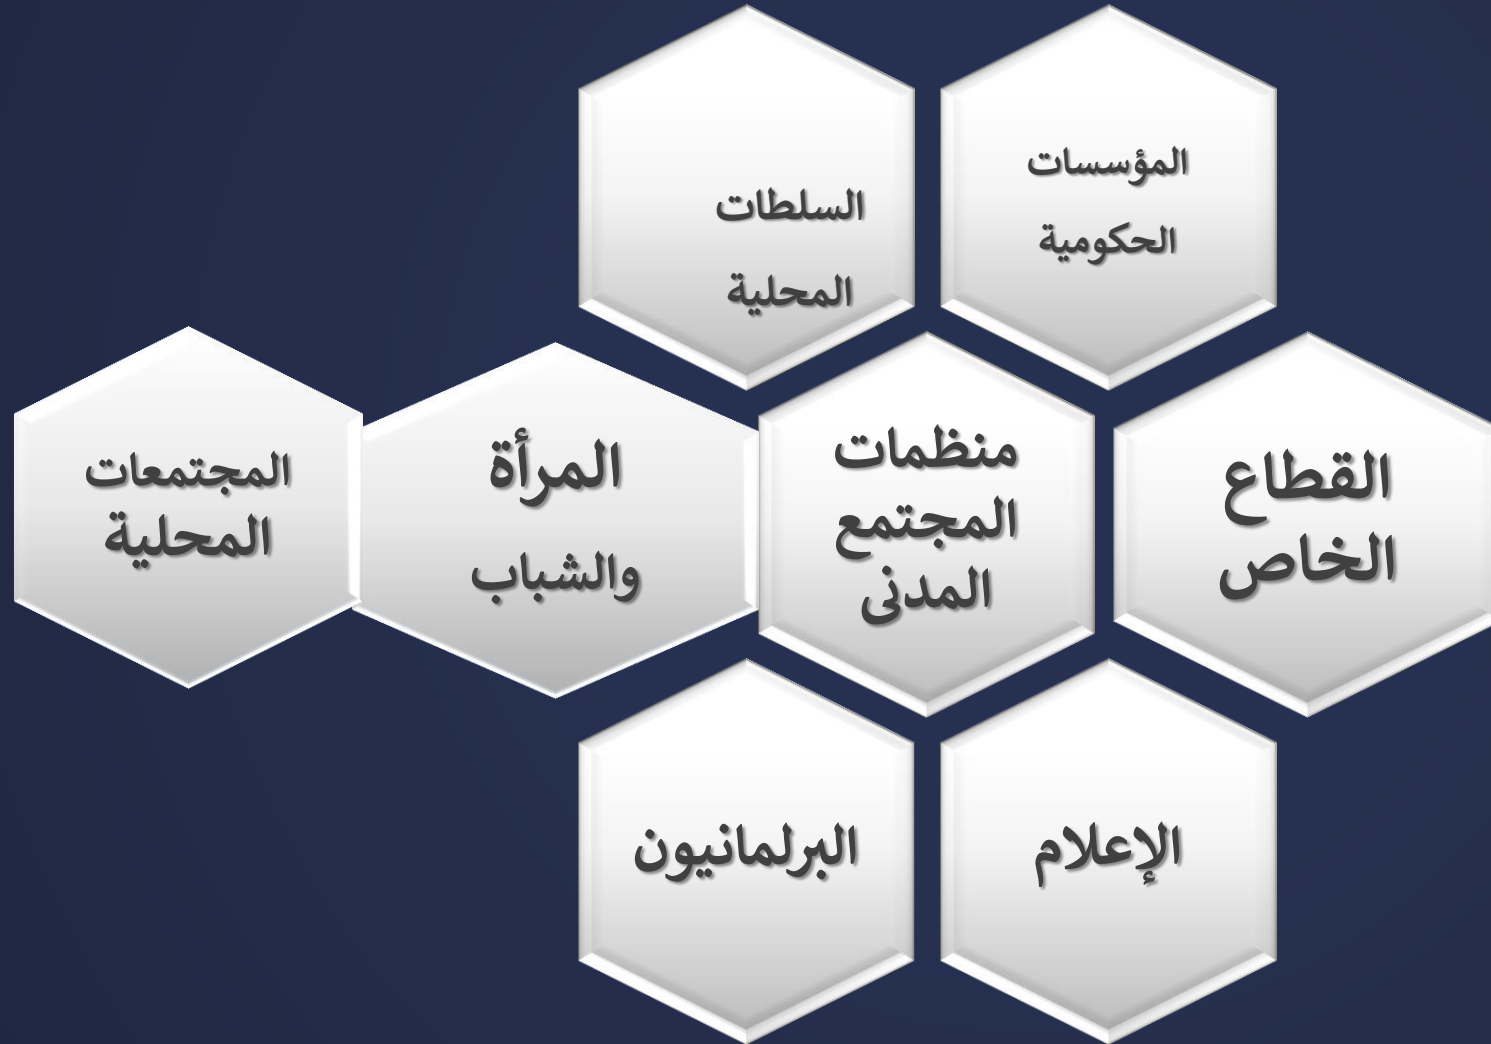 المؤسسات
الحكومية
السلطات
المحلية
القطاع
الخاص
منظمات
المجتمع
المدنى
المرأة
والشباب
المجتمعات
المحلية
الإعلام
البرلمانيون